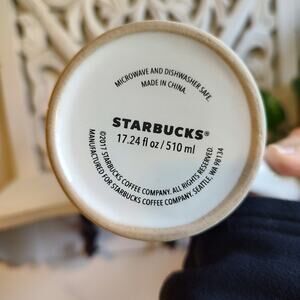 MICROWAVE AND DISHWASHER SAFE.
MADE IN CHINA.
STARBUCKS®
17.24 fl oz / 510 ml
©2017 STARBUCKS COFFEE COMPANY. ALL RIGHTS RESERVED.
MANUFACTURED FOR STARBUCKS COFFEE COMPANY, SEATTLE, WA 98134